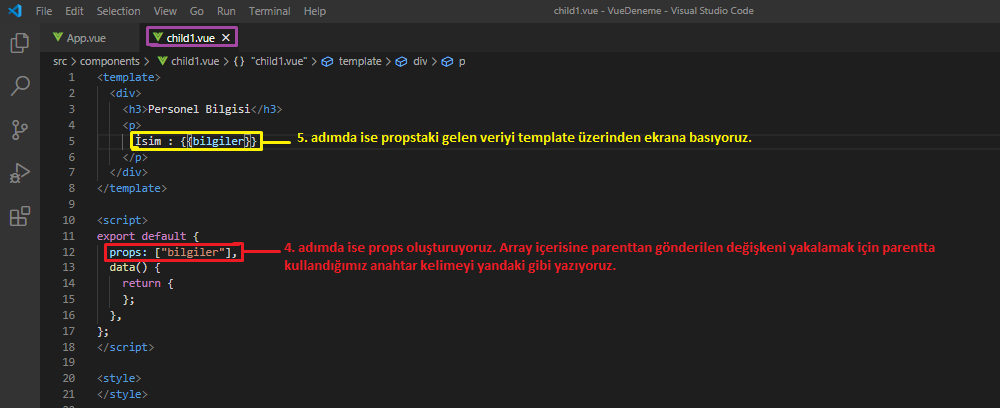 File Edit Selection View Go Run Terminal Help child1.vue - VueDeneme - Visual Studio Code
App.vue child1.vue ×
src > components > child1.vue > {} "child1.vue" > template > div > p
1 <template>
2 <div>
3 <h3>Personel Bilgisi</h3>
4 <p>
5 İsim : {{bilgiler}} 5. adımda ise propstaki gelen veriyi template üzerinden ekrana basıyoruz.
6 </p>
7 </div>
8 </template>
9
10 <script>
11 export default {
12 props: ["bilgiler"], 4. adımda ise props oluşturuyoruz. Array içerisine parenttan gönderilen değişkeni yakalamak için parentta
13 data() { kullandığımız anahtar kelimeyi yandaki gibi yazıyoruz.
14 return {
15 };
16 },
17 };
18 </script>
19
20 <style>
21 </style>